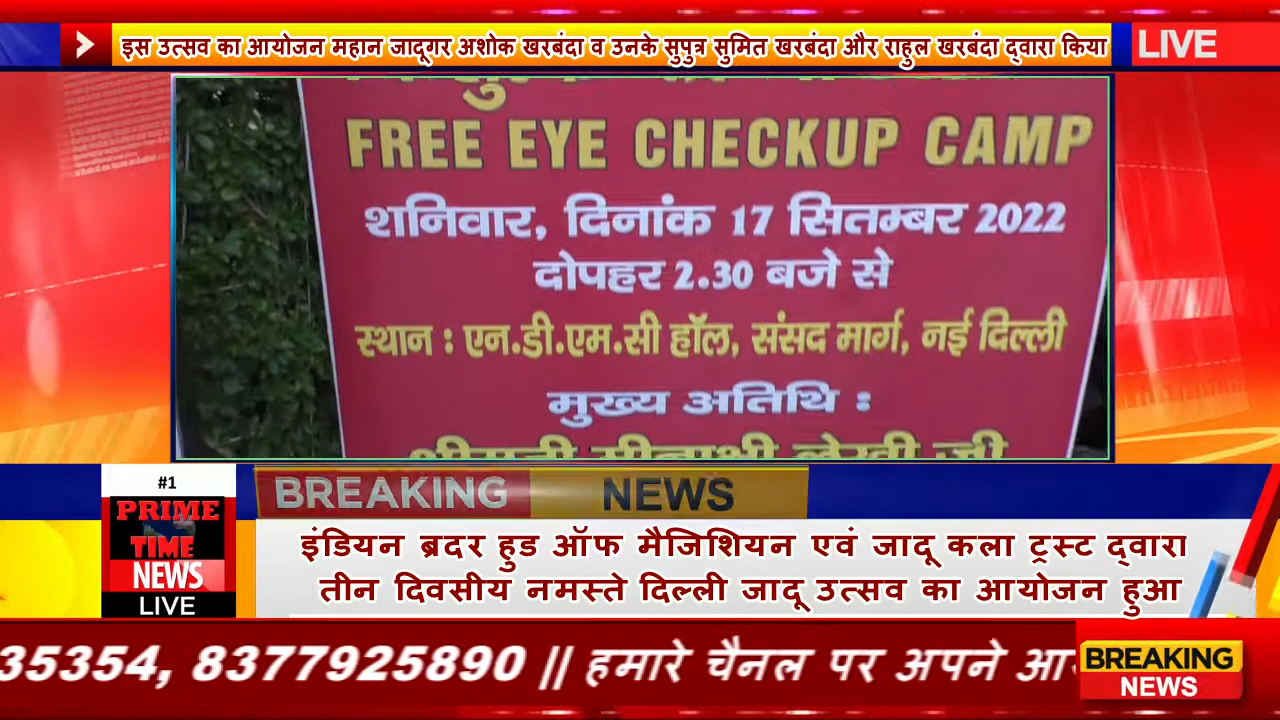 इस उत्सव का आयोजन महान जादूगर अशोक खरबंदा व उनके सुपुत्र सुमित खरबंदा और राहुल खरबंदा द्वारा किया
LIVE
FREE EYE CHECKUP CAMP
शनिवार, दिनांक 17 सितम्बर 2022
दोपहर 2.30 बजे से
स्थान : एन.डी.एम.सी हॉल, संसद मार्ग, नई दिल्ली
मुख्य अतिथि :
#1
PRIME
TIME
NEWS
LIVE
BREAKING NEWS
इंडियन ब्रदर हुड ऑफ मैजिशियन एवं जादू कला ट्रस्ट द्वारा
तीन दिवसीय नमस्ते दिल्ली जादू उत्सव का आयोजन हुआ
35354, 8377925890 || हमारे चैनल पर अपने
BREAKING
NEWS